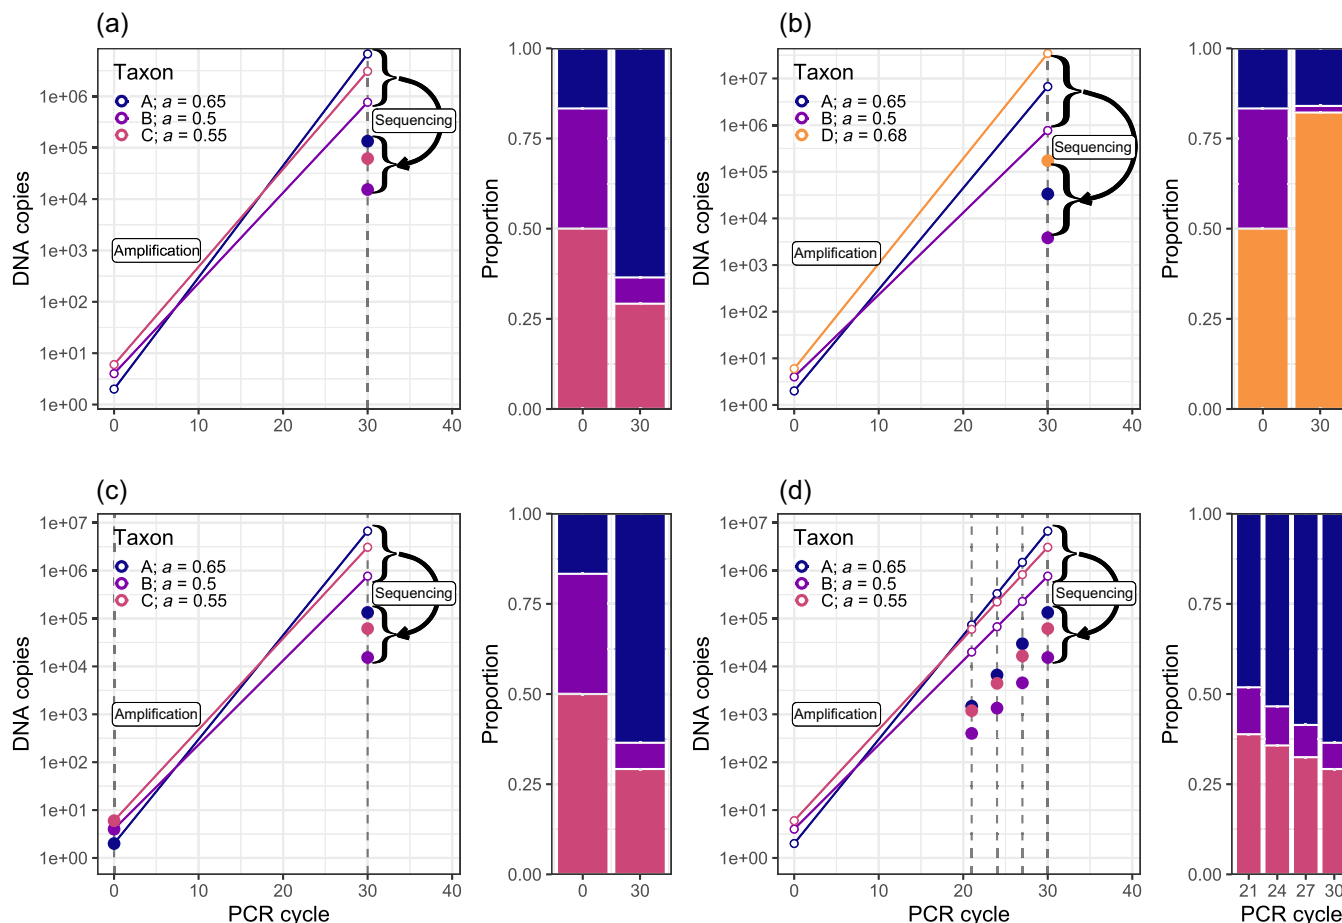 (a)
DNA copies
1e+06
1e+05
1e+04
1e+03
1e+02
1e+01
1e+00
Taxon
A; a = 0.65
B; a = 0.5
C; a = 0.55
Sequencing
Amplification
0 10 20 30 40
Proportion
1.00
0.75
0.50
0.25
0.00
0 30
(b)
DNA copies
1e+07
1e+06
1e+05
1e+04
1e+03
1e+02
1e+01
1e+00
Taxon
A; a = 0.65
B; a = 0.5
D; a = 0.68
Sequencing
Amplification
0 10 20 30 40
Proportion
1.00
0.75
0.50
0.25
0.00
0 30
(c)
DNA copies
1e+07
1e+06
1e+05
1e+04
1e+03
1e+02
1e+01
1e+00
Taxon
A; a = 0.65
B; a = 0.5
C; a = 0.55
Sequencing
Amplification
0 10 20 30 40
PCR cycle
Proportion
1.00
0.75
0.50
0.25
0.00
0 30
PCR cycle
(d)
DNA copies
1e+07
1e+06
1e+05
1e+04
1e+03
1e+02
1e+01
1e+00
Taxon
A; a = 0.65
B; a = 0.5
C; a = 0.55
Sequencing
Amplification
0 10 20 30 40
PCR cycle
Proportion
1.00
0.75
0.50
0.25
0.00
21 24 27 30
PCR cycle